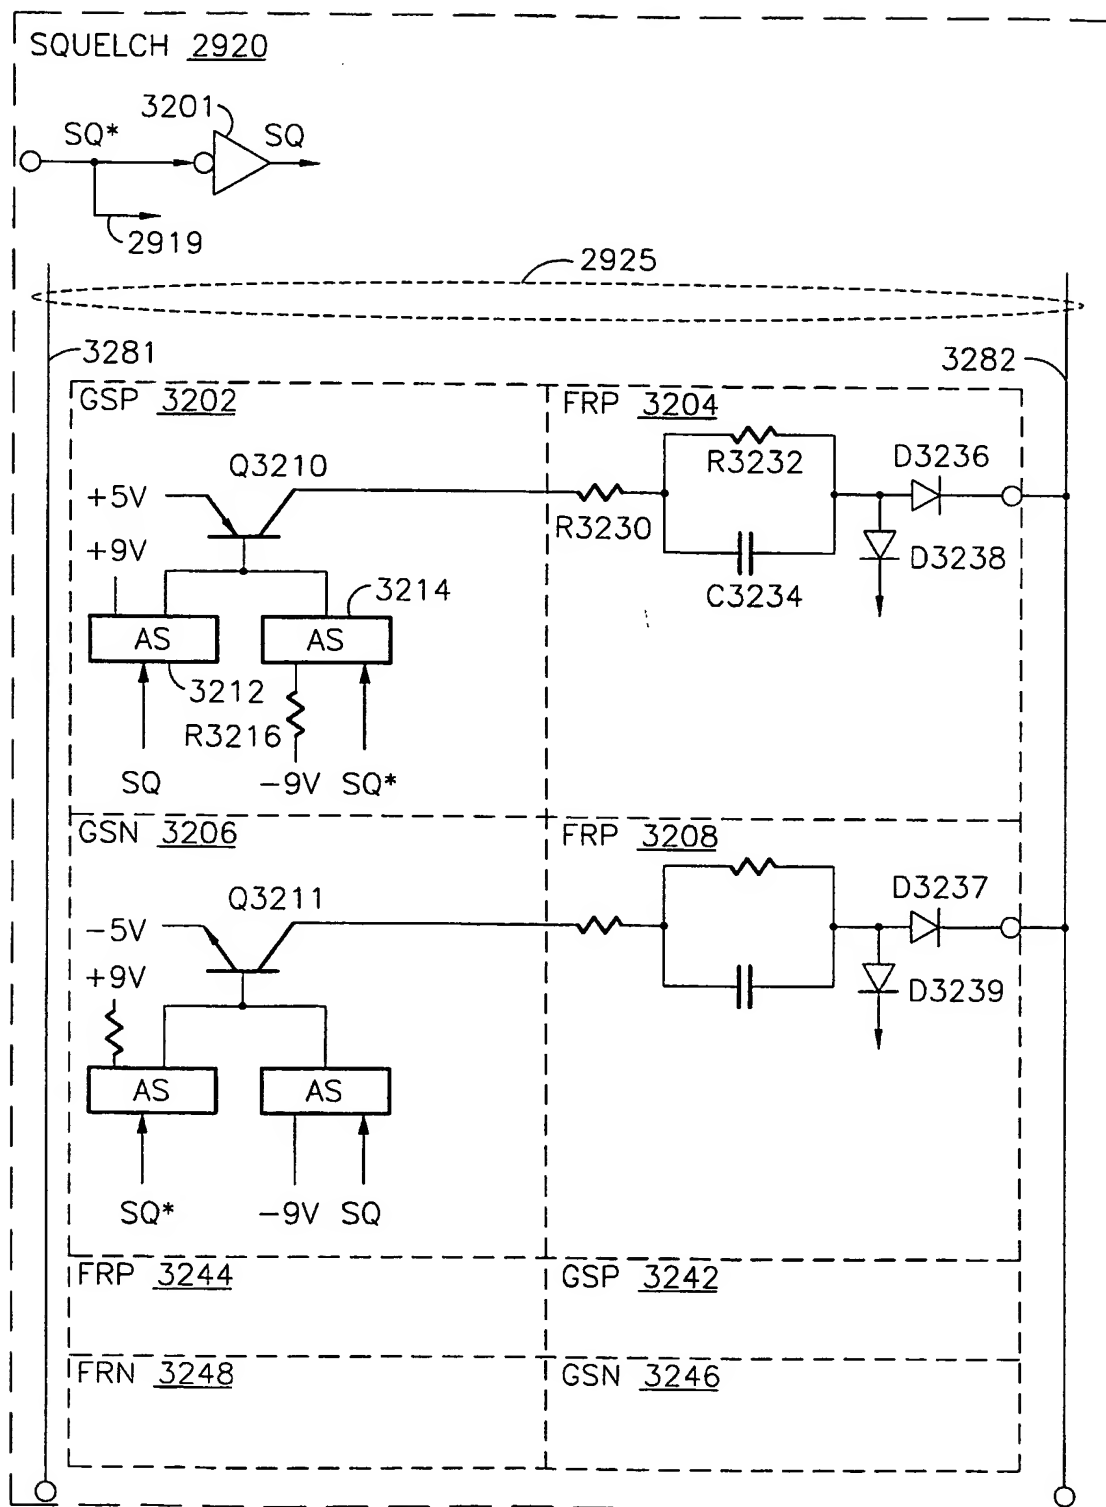 SQUELCH 2920
3201
SQ*
SQ
2919
2925
3281
3282
GSP 3202
FRP 3204
Q3210
R3232
D3236
+5V
R3230
+9V
D3238
C3234
3214
AS
AS
3212
R3216
SQ
-9V
SQ*
GSN 3206
FRP 3208
Q3211
D3237
-5V
+9V
D3239
AS
AS
SQ*
-9V
SQ
FRP 3244
GSP 3242
FRN 3248
GSN 3246